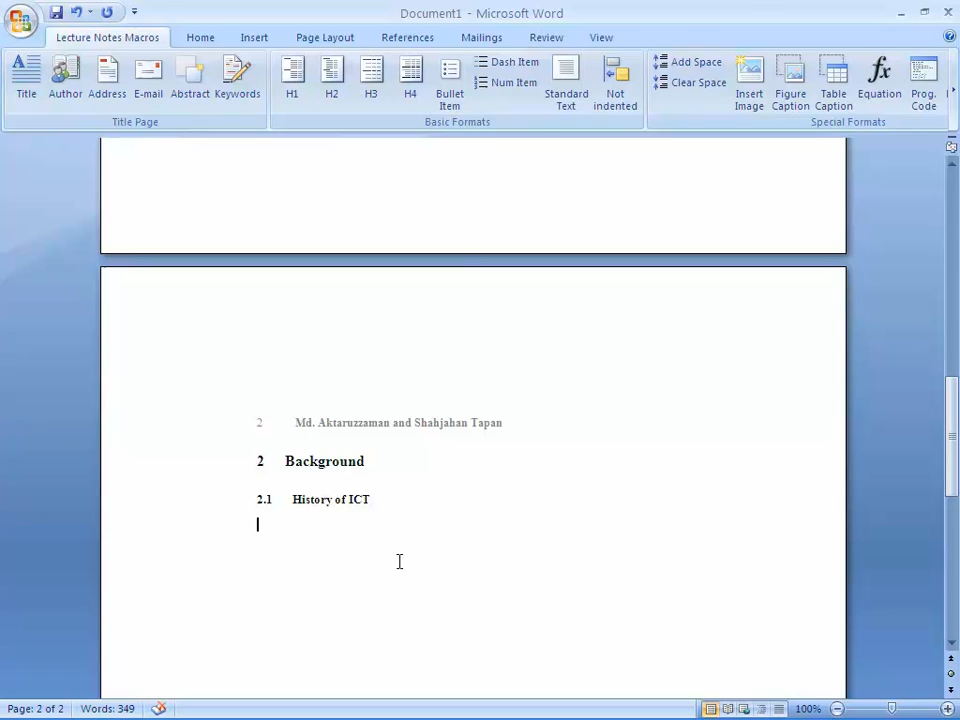 Document1 - Microsoft Word
Lecture Notes Macros Home Insert Page Layout References Mailings Review View
Title Author Address E-mail Abstract Keywords
Title Page
H1 H2 H3 H4 Bullet Item Dash Item Num Item Standard Text Not indented
Basic Formats
Add Space Clear Space Insert Image Figure Caption Table Caption Equation Prog. Code
Special Formats
2 Md. Aktaruzzaman and Shahjahan Tapan
2 Background
2.1 History of ICT
Page: 2 of 2 Words: 349 100%